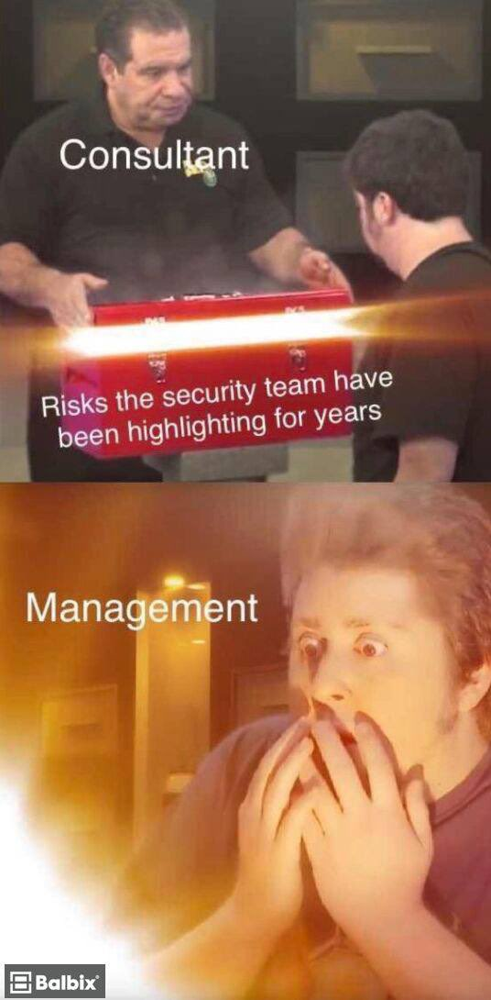 Consultant
Risks the security team have
been highlighting for years
Management
Balbix